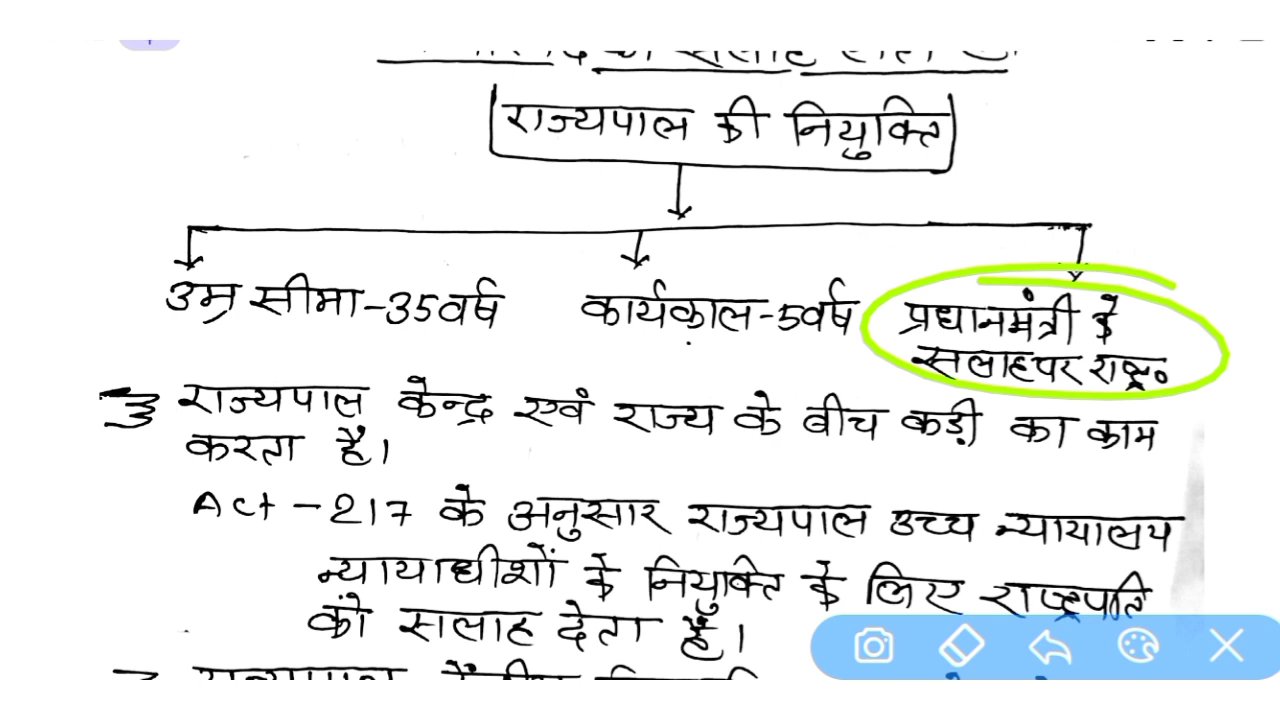 राज्यपाल की नियुक्ति
उम्र सीमा-35वर्ष
कार्यकाल-5वर्ष
प्रधानमंत्री के
सलाहपर राष्ट्र०
राज्यपाल केन्द्र एवं राज्य के बीच कड़ी का काम
करता है।
Act-217 के अनुसार राज्यपाल उच्च न्यायालय
न्यायाधीशों के नियुक्ति के लिए राष्ट्रपति
को सलाह देता है।